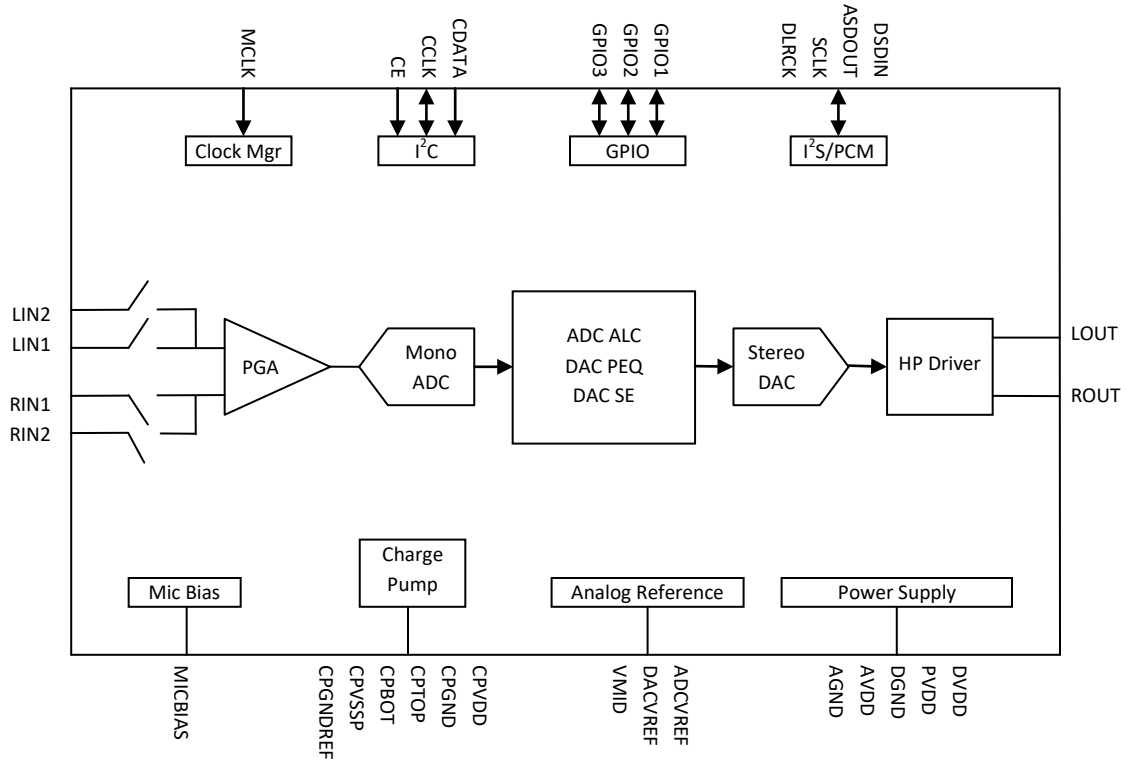 MCLK
CE
CCLK
CDATA
GPIO3
GPIO2
GPIO1
DLRCK
SCLK
ASDOUT
DSDIN
Clock Mgr
I²C
GPIO
I²S/PCM
LIN2
LIN1
RIN1
RIN2
PGA
Mono
ADC
ADC ALC
DAC PEQ
DAC SE
Stereo
DAC
HP Driver
LOUT
ROUT
Mic Bias
Charge
Pump
Analog Reference
Power Supply
MICBIAS
CPGNDREF
CPVSSP
CPBOT
CPTOP
CPGND
CPVDD
VMID
DACVREF
ADCVREF
AGND
AVDD
DGND
PVDD
DVDD